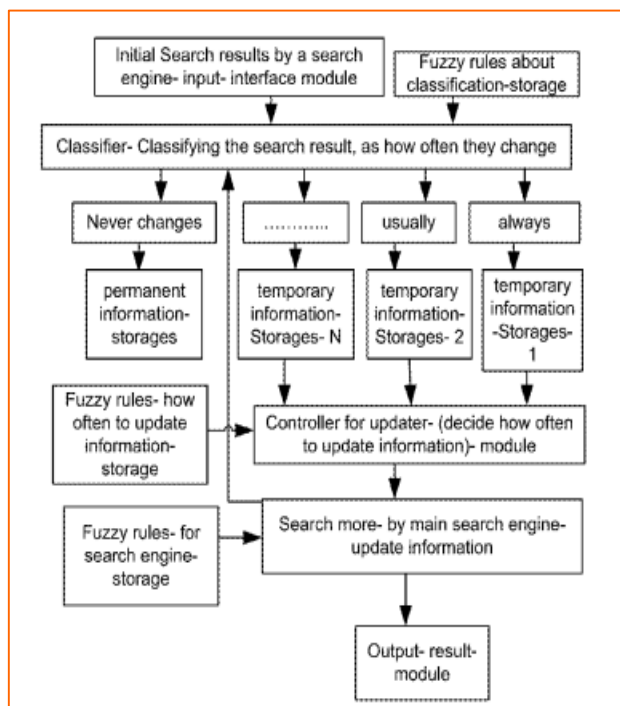 Initial Search results by a search
engine- input- interface module
Fuzzy rules about
classification-storage
Classifier- Classifying the search result, as how often they change
Never changes
.............
usually
always
permanent
information-
storages
temporary
information-
Storages- N
temporary
information-
Storages- 2
temporary
information
-Storages-
1
Fuzzy rules- how
often to update
information-
storage
Controller for updater- (decide how often
to update information)- module
Fuzzy rules- for
search engine-
storage
Search more- by main search engine-
update information
Output- result-
module